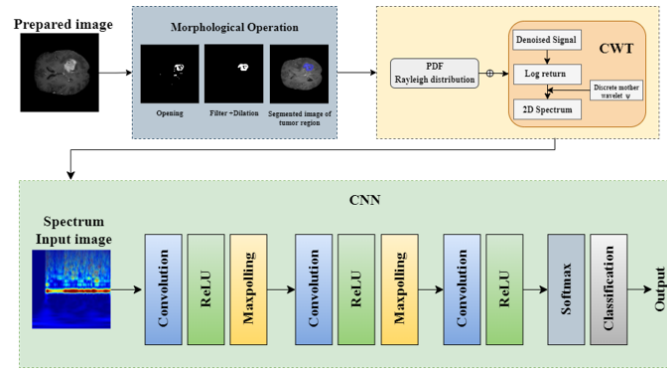 Prepared image
Morphological Operation
Opening
Filter +Dilation
Segmented image of
tumor region
PDF
Rayleigh distribution
CWT
Denoised Signal
Log return
Discrete mother
wavelet ψ
2D Spectrum
CNN
Spectrum
Input image
Convolution
ReLU
Maxpolling
Convolution
ReLU
Maxpolling
Convolution
ReLU
Softmax
Classification
Output